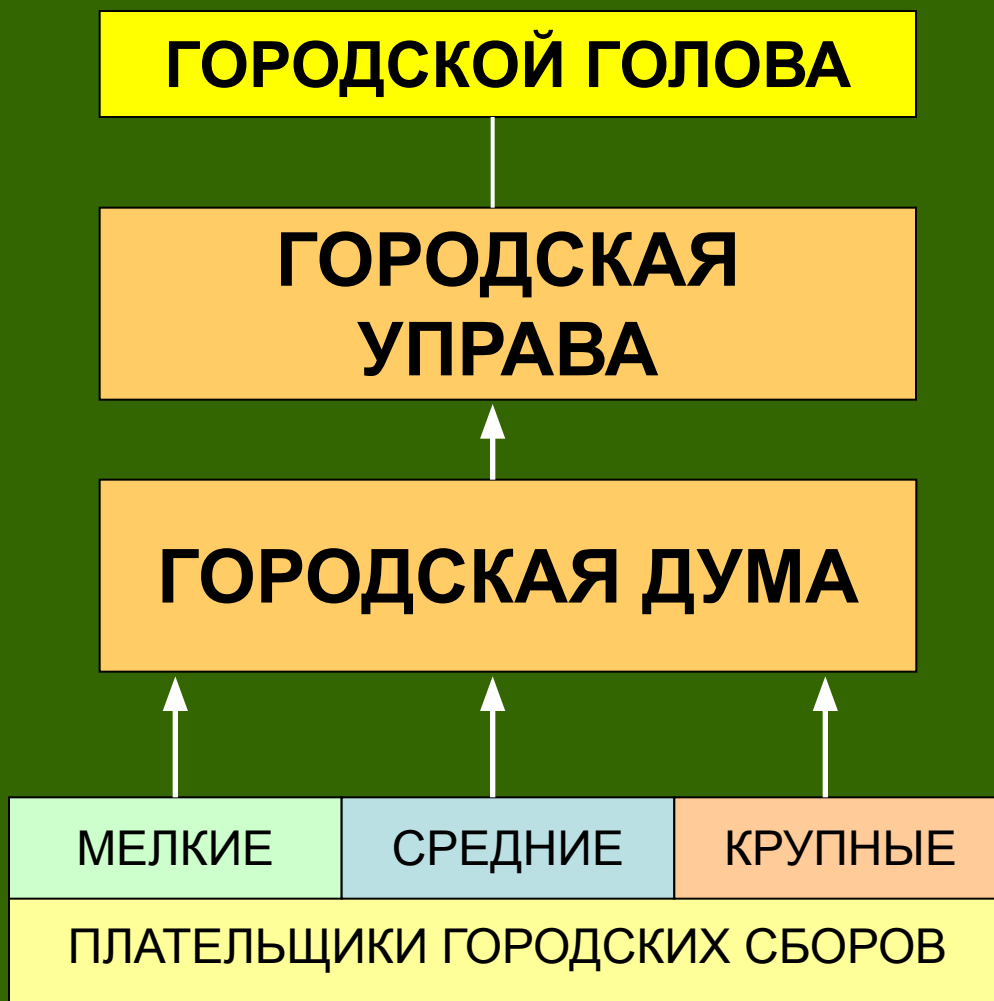 ГОРОДСКОЙ ГОЛОВА
ГОРОДСКАЯ
УПРАВА
ГОРОДСКАЯ ДУМА
МЕЛКИЕ СРЕДНИЕ КРУПНЫЕ
ПЛАТЕЛЬЩИКИ ГОРОДСКИХ СБОРОВ